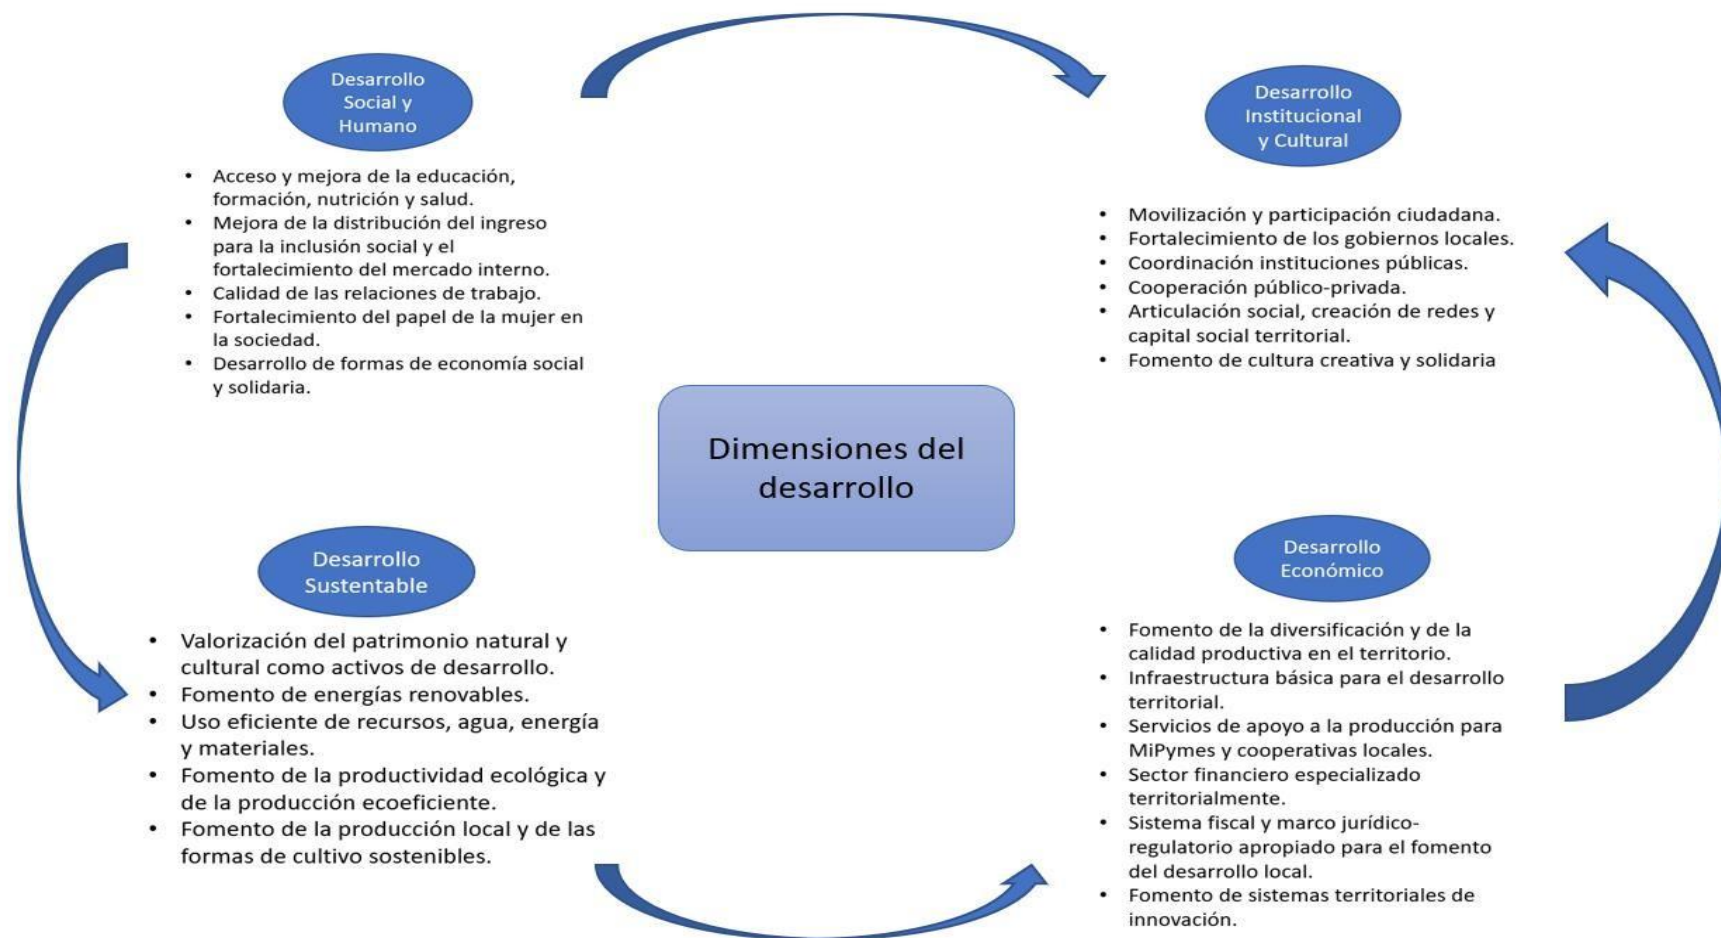 Desarrollo
Social y
Humano
• Acceso y mejora de la educación,
formación, nutrición y salud.
• Mejora de la distribución del ingreso
para la inclusión social y el
fortalecimiento del mercado interno.
• Calidad de las relaciones de trabajo.
• Fortalecimiento del papel de la mujer en
la sociedad.
• Desarrollo de formas de economía social
y solidaria.
Desarrollo
Institucional
y Cultural
• Movilización y participación ciudadana.
• Fortalecimiento de los gobiernos locales.
• Coordinación instituciones públicas.
• Cooperación público-privada.
• Articulación social, creación de redes y
capital social territorial.
• Fomento de cultura creativa y solidaria
Dimensiones del
desarrollo
Desarrollo
Sustentable
• Valorización del patrimonio natural y
cultural como activos de desarrollo.
• Fomento de energías renovables.
• Uso eficiente de recursos, agua, energía
y materiales.
• Fomento de la productividad ecológica y
de la producción ecoeficiente.
• Fomento de la producción local y de las
formas de cultivo sostenibles.
Desarrollo
Económico
• Fomento de la diversificación y de la
calidad productiva en el territorio.
• Infraestructura básica para el desarrollo
territorial.
• Servicios de apoyo a la producción para
MiPymes y cooperativas locales.
• Sector financiero especializado
territorialmente.
• Sistema fiscal y marco jurídico-
regulatorio apropiado para el fomento
del desarrollo local.
• Fomento de sistemas territoriales de
innovación.